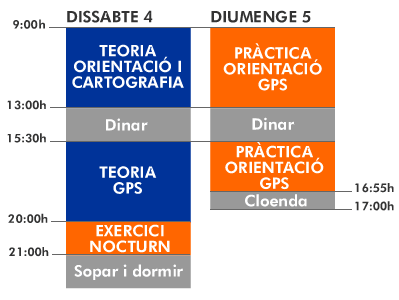 DISSABTE 4
DIUMENGE 5
9:00h
TEORIA
ORIENTACIÓ I
CARTOGRAFIA
PRÀCTICA
ORIENTACIÓ
GPS
13:00h
Dinar
Dinar
15:30h
TEORIA
GPS
PRÀCTICA
ORIENTACIÓ
GPS
16:55h
Cloenda
17:00h
20:00h
EXERCICI
NOCTURN
21:00h
Sopar i dormir